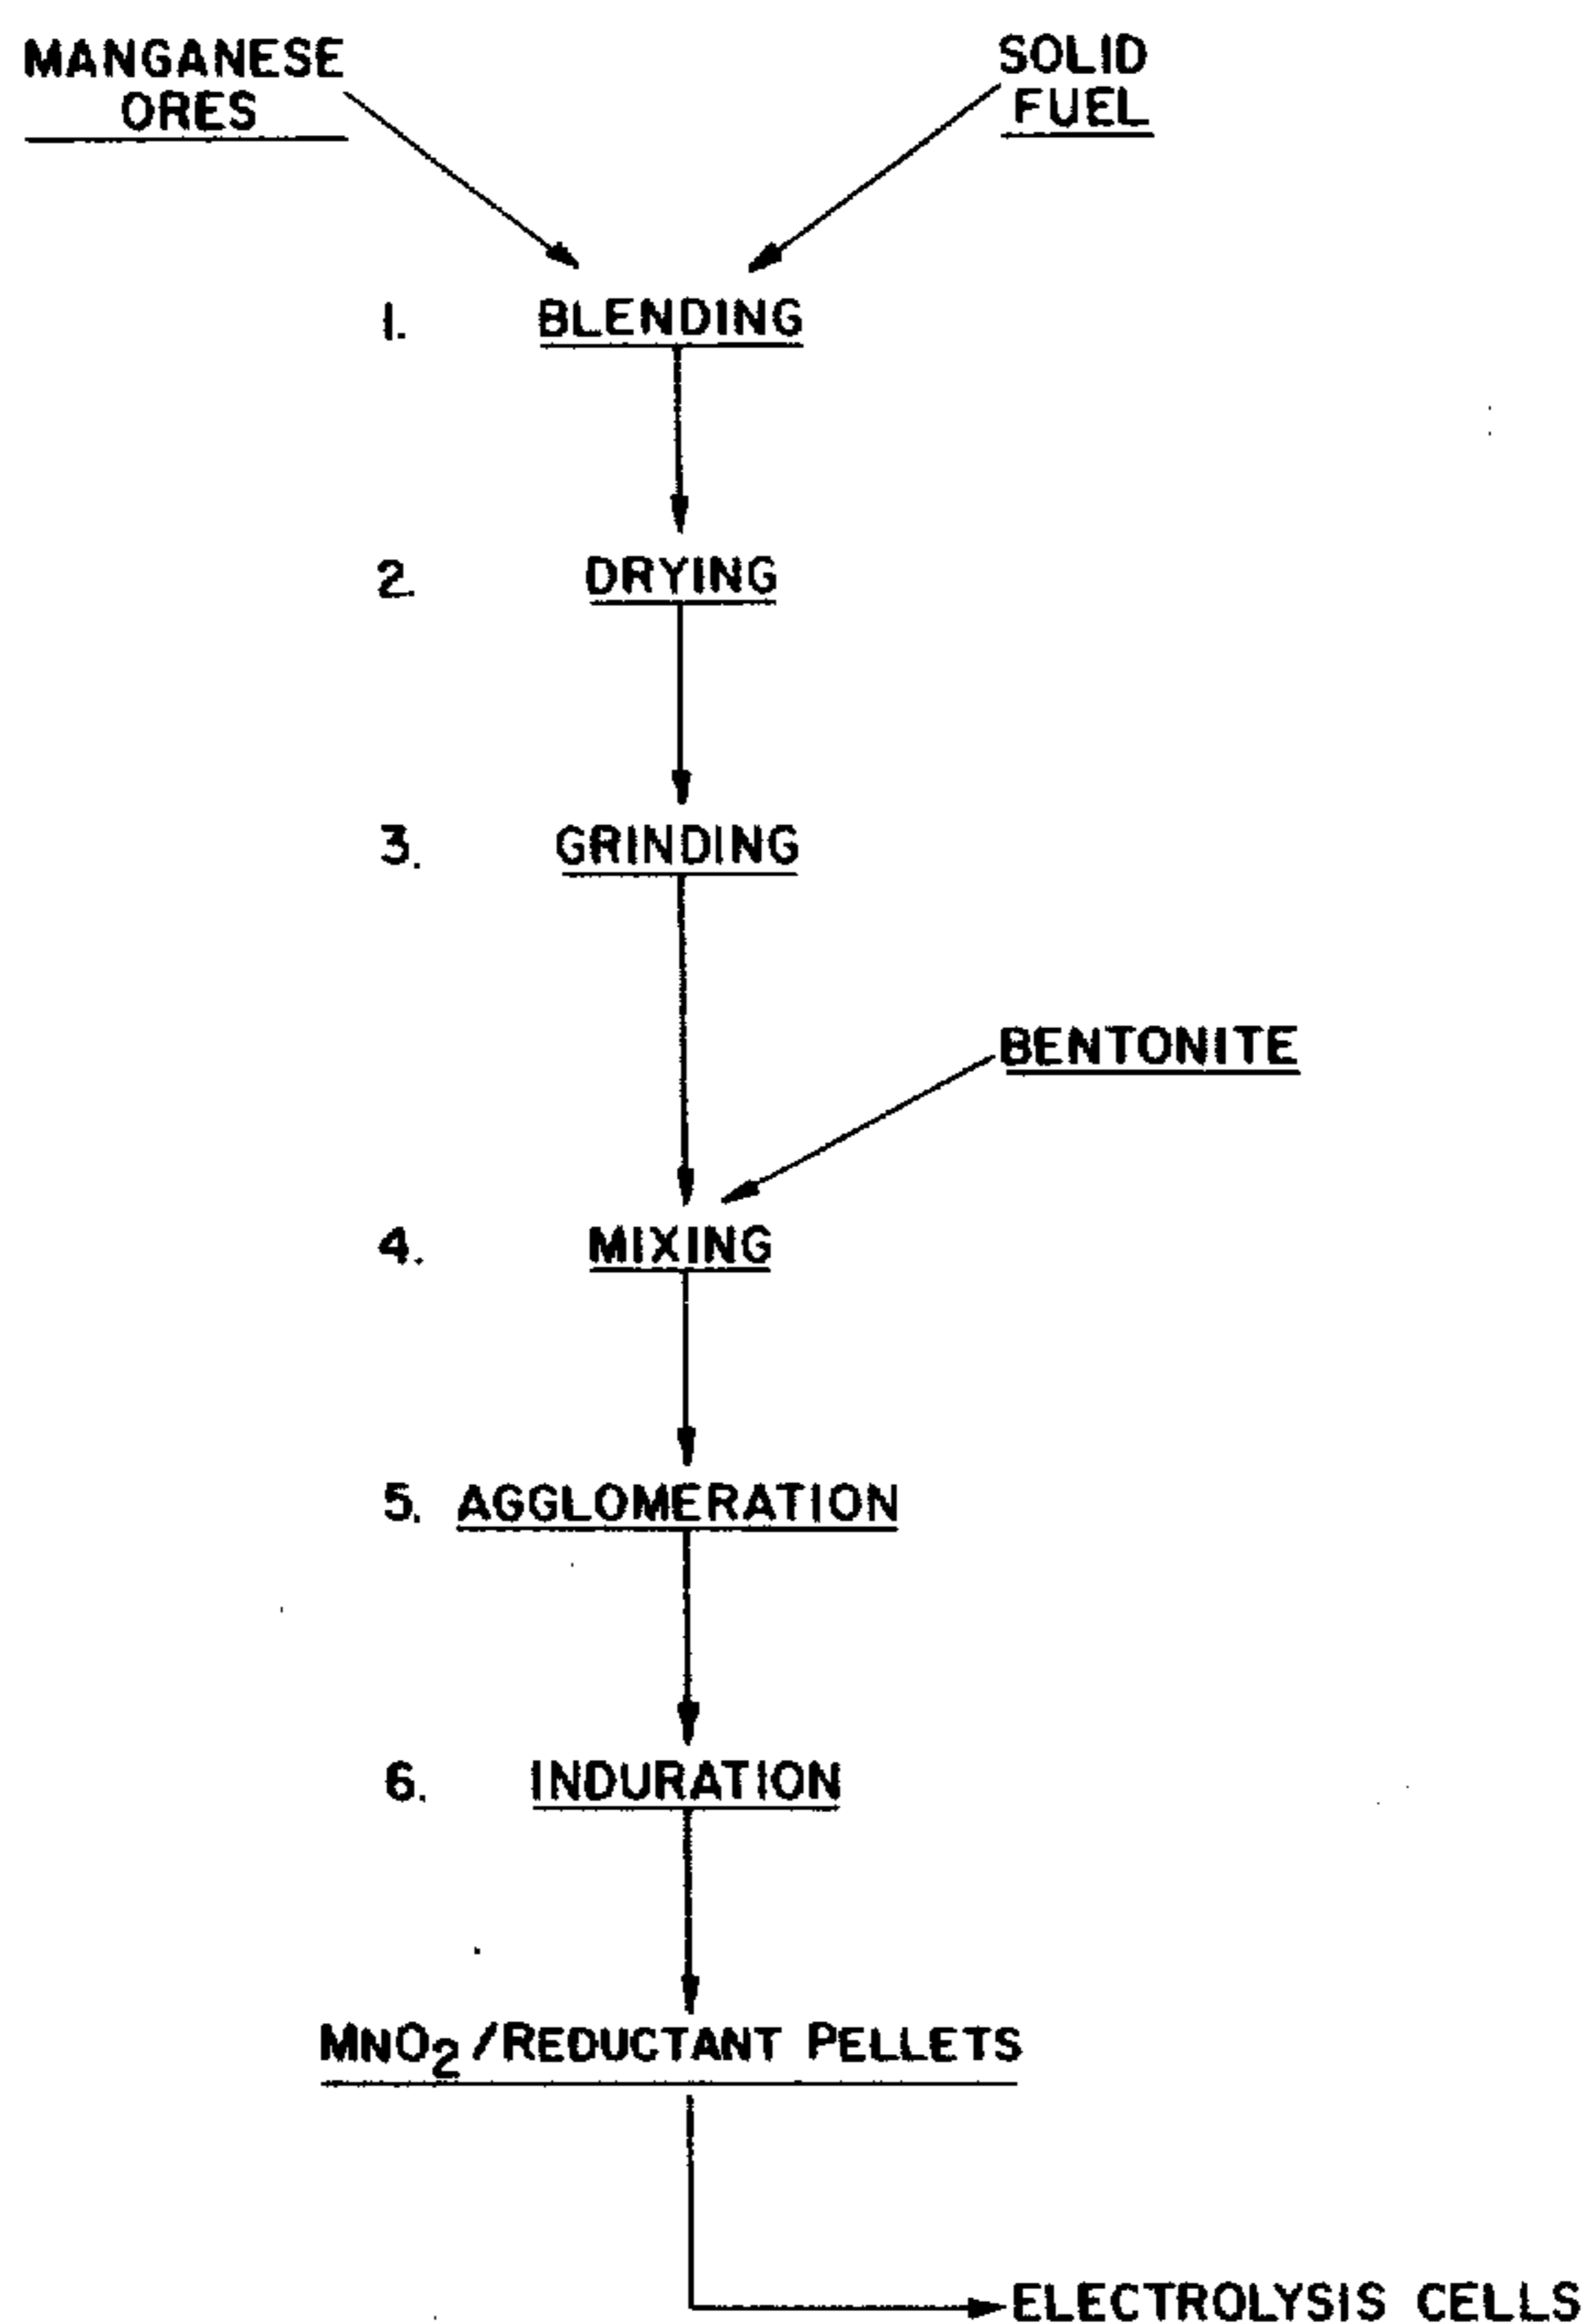 MANGANESE
ORES
SOLID
FUEL
1. BLENDING
2. DRYING
3. GRINDING
BENTONITE
4. MIXING
5. AGGLOMERATION
6. INDURATION
MNO2/REDUCTANT PELLETS
ELECTROLYSIS CELLS